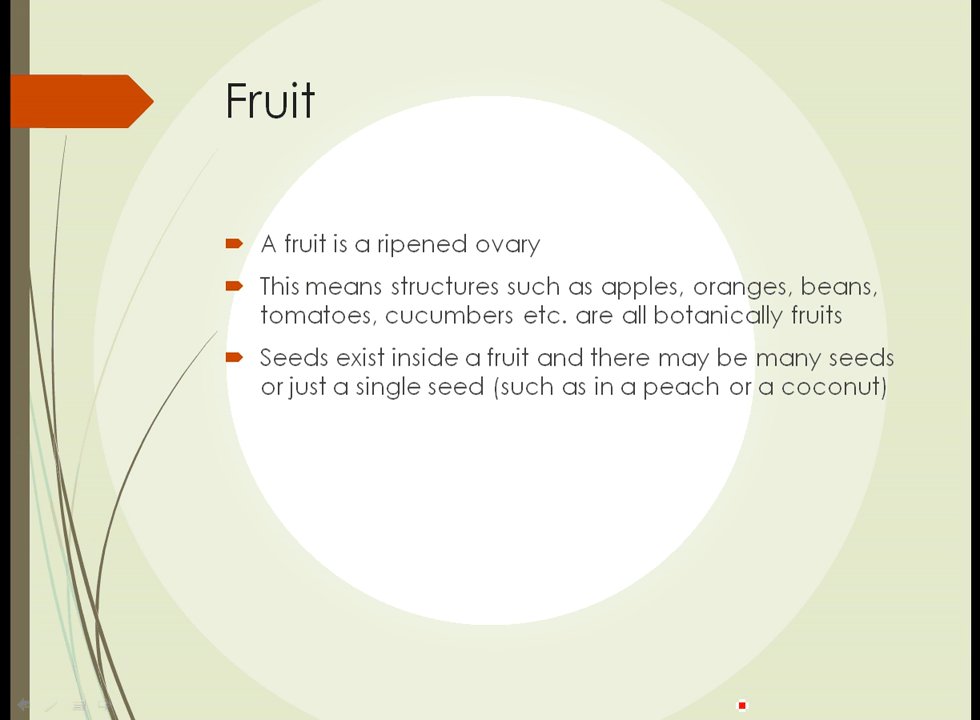 Fruit
A fruit is a ripened ovary
This means structures such as apples, oranges, beans,
tomatoes, cucumbers etc. are all botanically fruits
Seeds exist inside a fruit and there may be many seeds
or just a single seed (such as in a peach or a coconut)